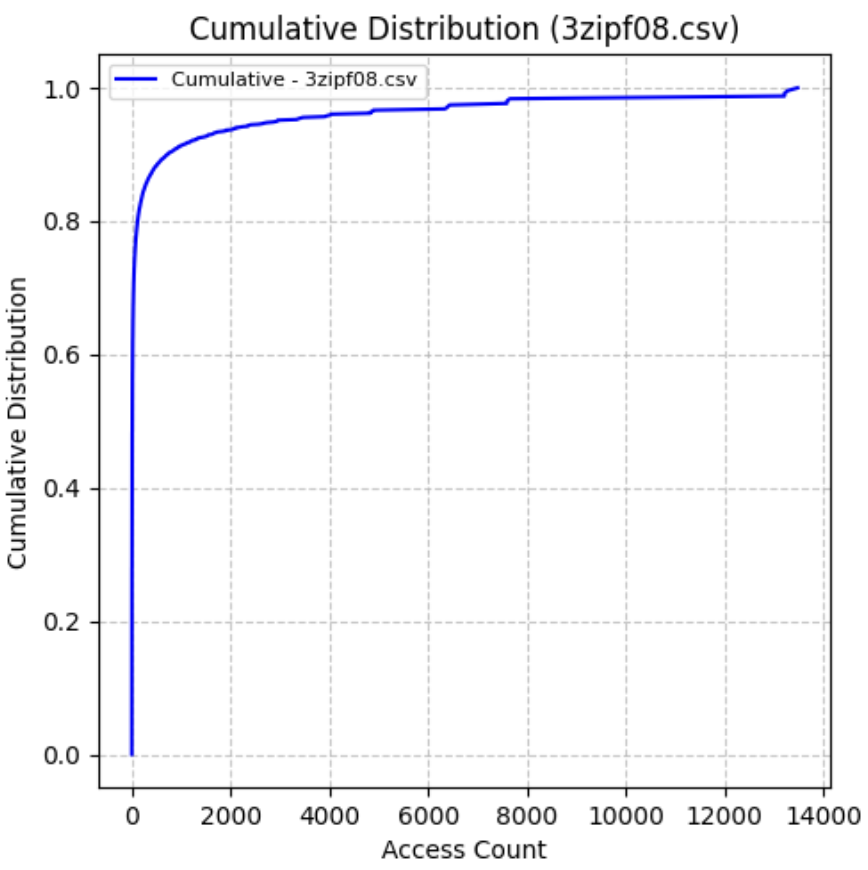 Cumulative Distribution (3zipf08.csv)
Cumulative - 3zipf08.csv
1.0
0.8
0.6
0.4
0.2
0.0
Cumulative Distribution
0 2000 4000 6000 8000 10000 12000 14000
Access Count